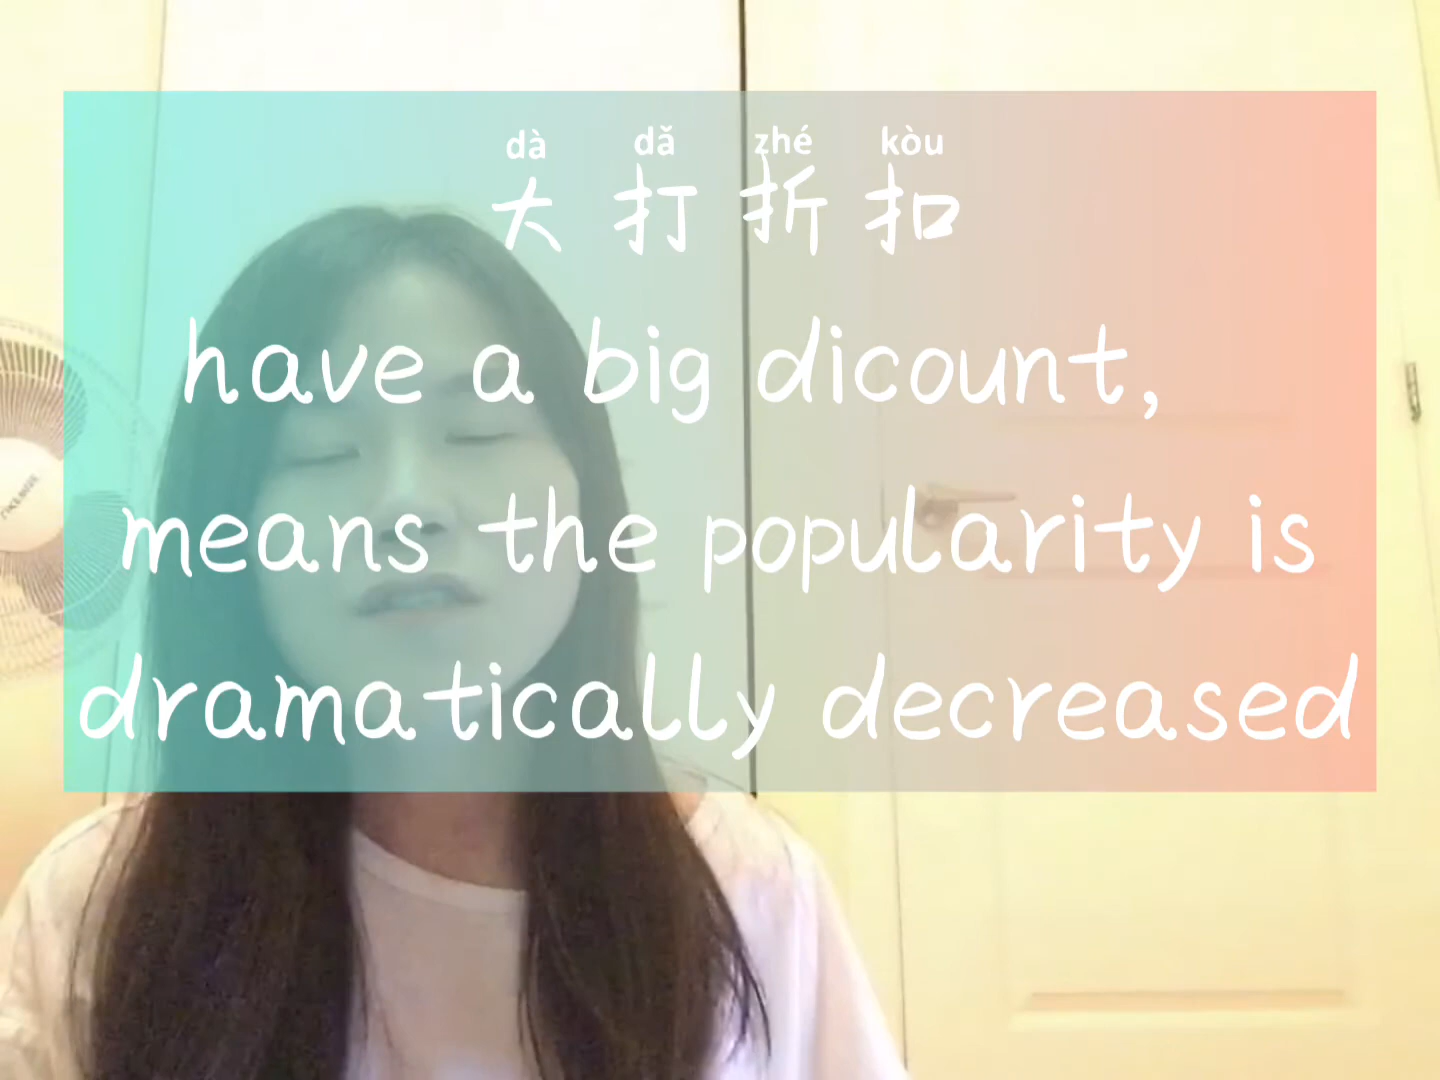 dà dǎ zhé kòu
大 打 折 扣
have a big dicount,
means the popularity is
dramatically decreased